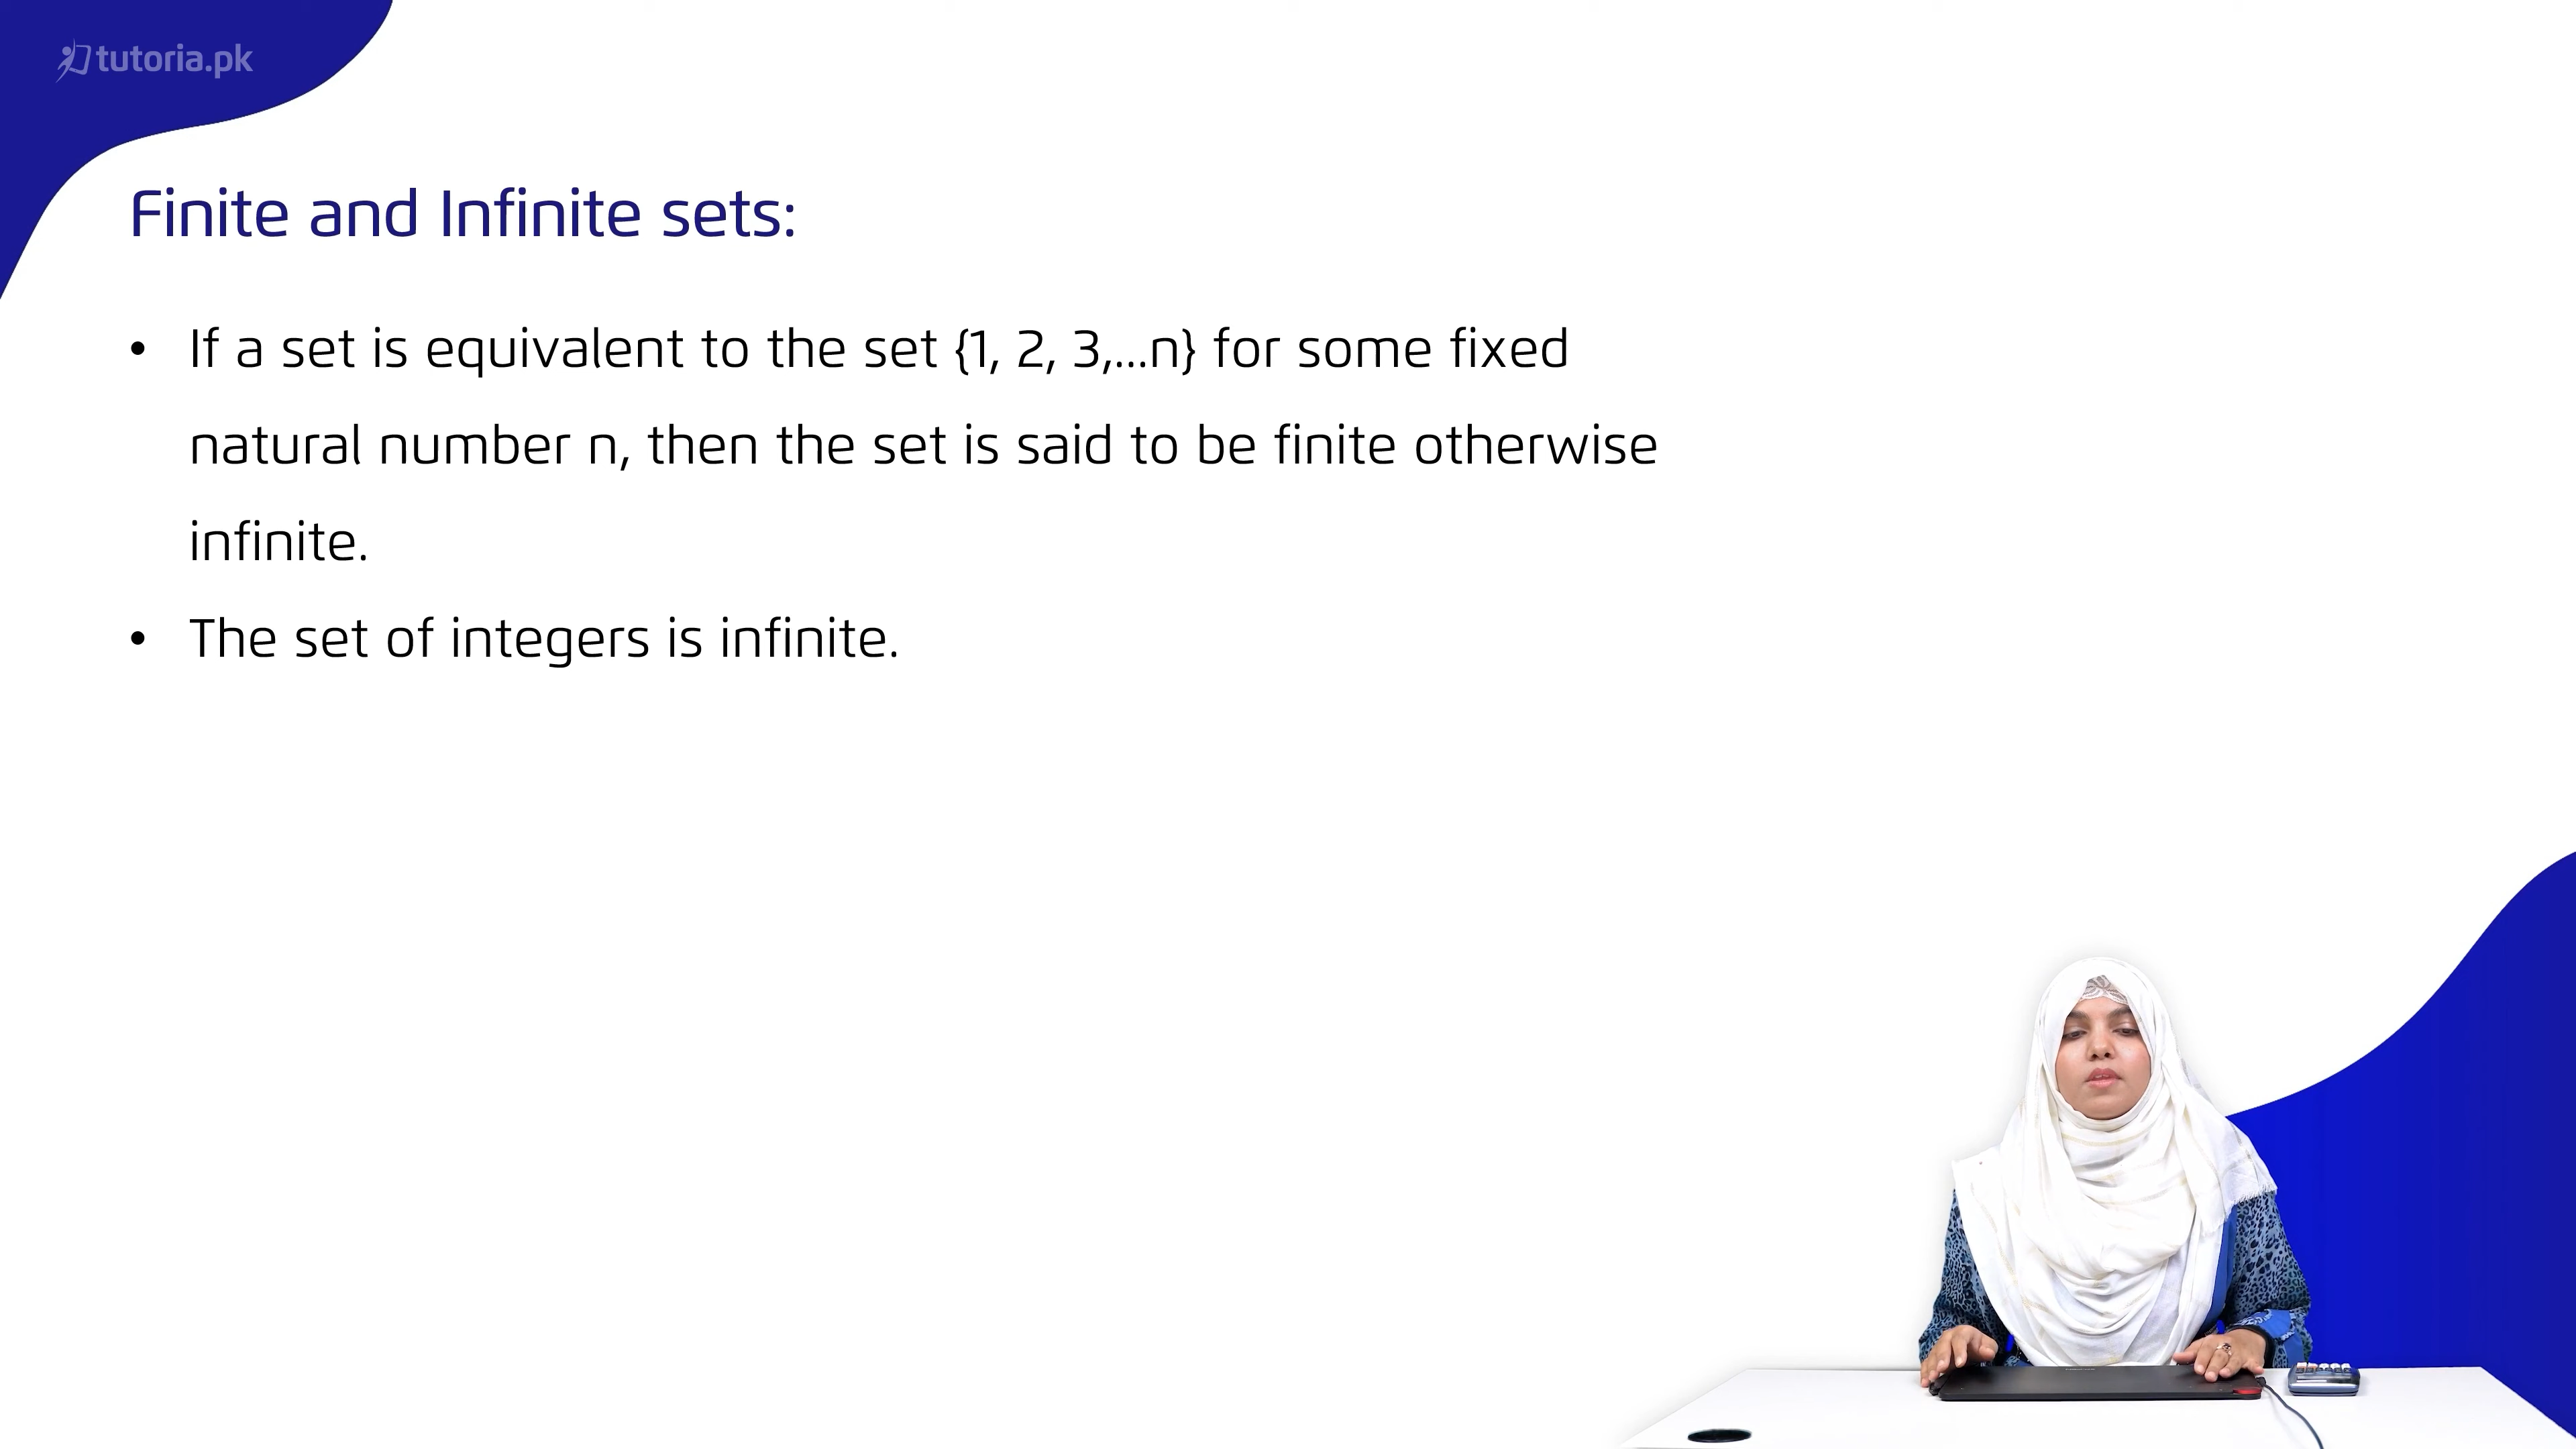 tutoria.pk
Finite and Infinite sets:
• If a set is equivalent to the set {1, 2, 3,...n} for some fixed
natural number n, then the set is said to be finite otherwise
infinite.
• The set of integers is infinite.